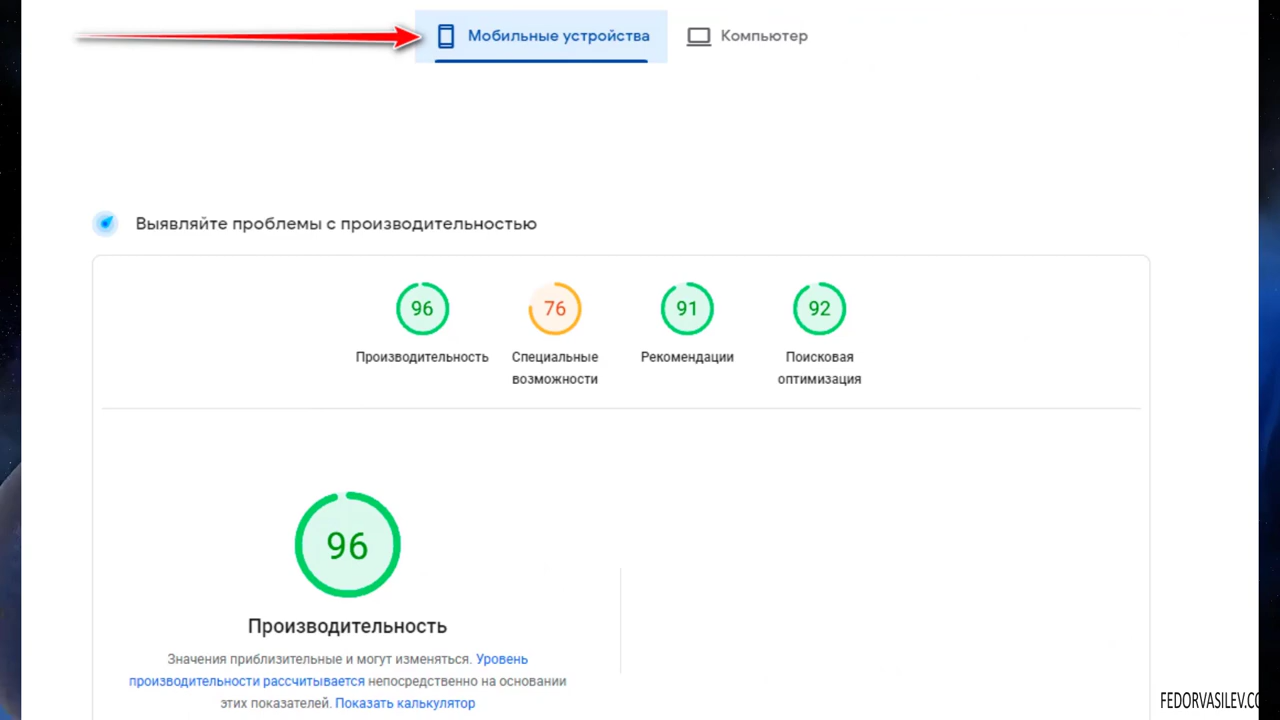 Мобильные устройства
Компьютер
Выявляйте проблемы с производительностью
96
76
91
92
Производительность
Специальные
возможности
Рекомендации
Поисковая
оптимизация
96
Производительность
Значения приблизительные и могут изменяться. Уровень
производительности рассчитывается непосредственно на основании
этих показателей. Показать калькулятор
FEDORVASILEV.CO